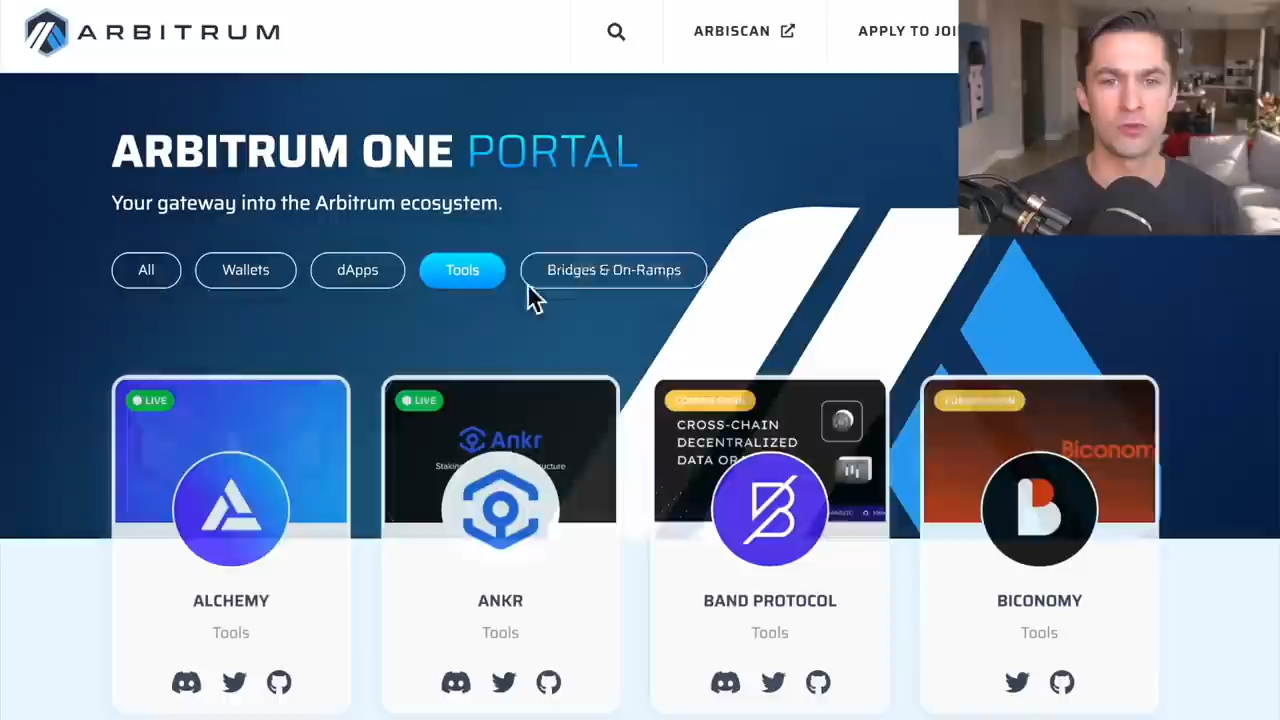 ARBITRUM
ARBISCAN
APPLY TO JOI
ARBITRUM ONE PORTAL
Your gateway into the Arbitrum ecosystem.
All
Wallets
dApps
Tools
Bridges & On-Ramps
LIVE
LIVE
Ankr
CROSS-CHAIN
DECENTRALIZED
DATA
Biconom
ALCHEMY
Tools
ANKR
Tools
BAND PROTOCOL
Tools
BICONOMY
Tools